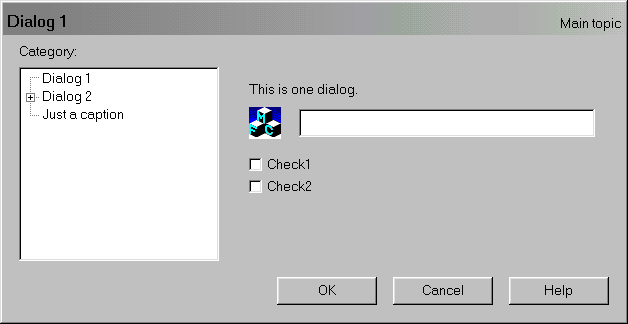 Dialog 1
Main topic
Category:
Dialog 1
Dialog 2
Just a caption
This is one dialog.
M
F C
Check1
Check2
OK
Cancel
Help